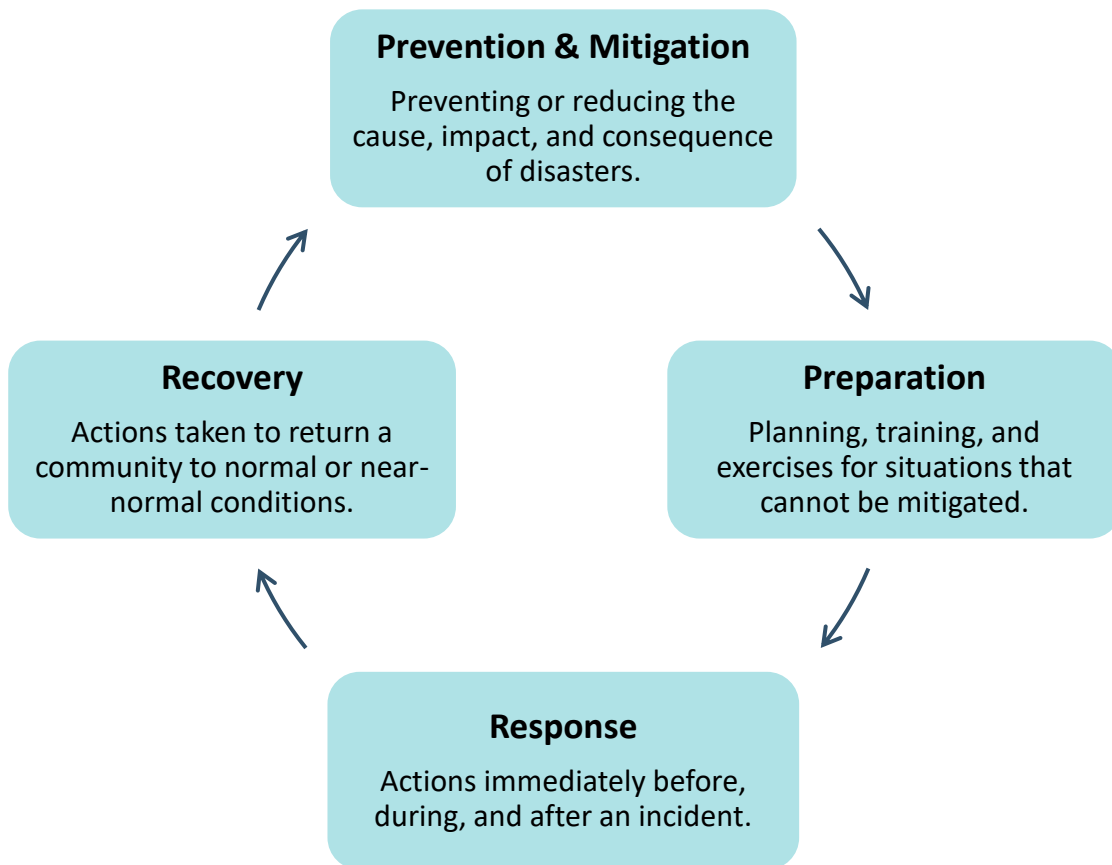 Prevention & Mitigation
Preventing or reducing the
cause, impact, and consequence
of disasters.
Recovery
Actions taken to return a
community to normal or near-
normal conditions.
Preparation
Planning, training, and
exercises for situations that
cannot be mitigated.
Response
Actions immediately before,
during, and after an incident.